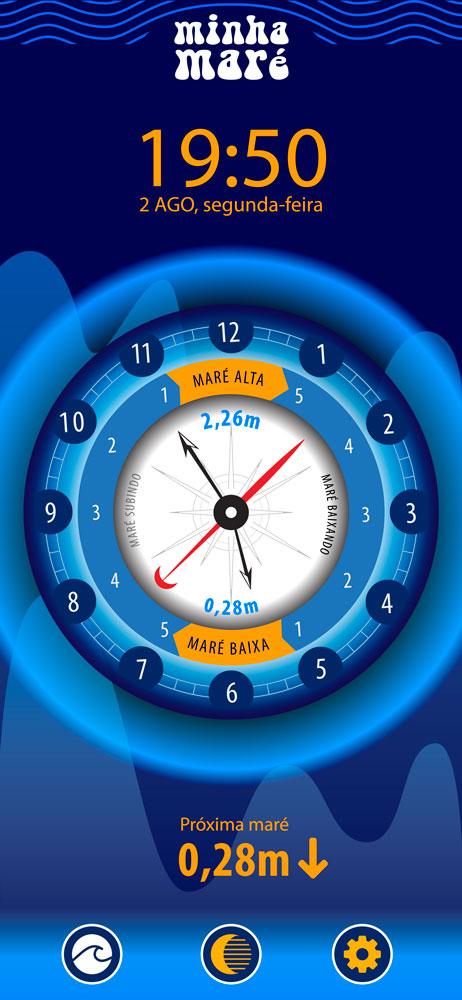 minha
maré
19:50
2 AGO, segunda-feira
12
11
1
MARÉ ALTA
1
5
10
2
2,26m
2
4
9
3
MARÉ SUBINDO
MARÉ BAIXANDO
3
3
4
2
8
4
0,28m
5
1
MARÉ BAIXA
7
5
6
Próxima maré
0,28m